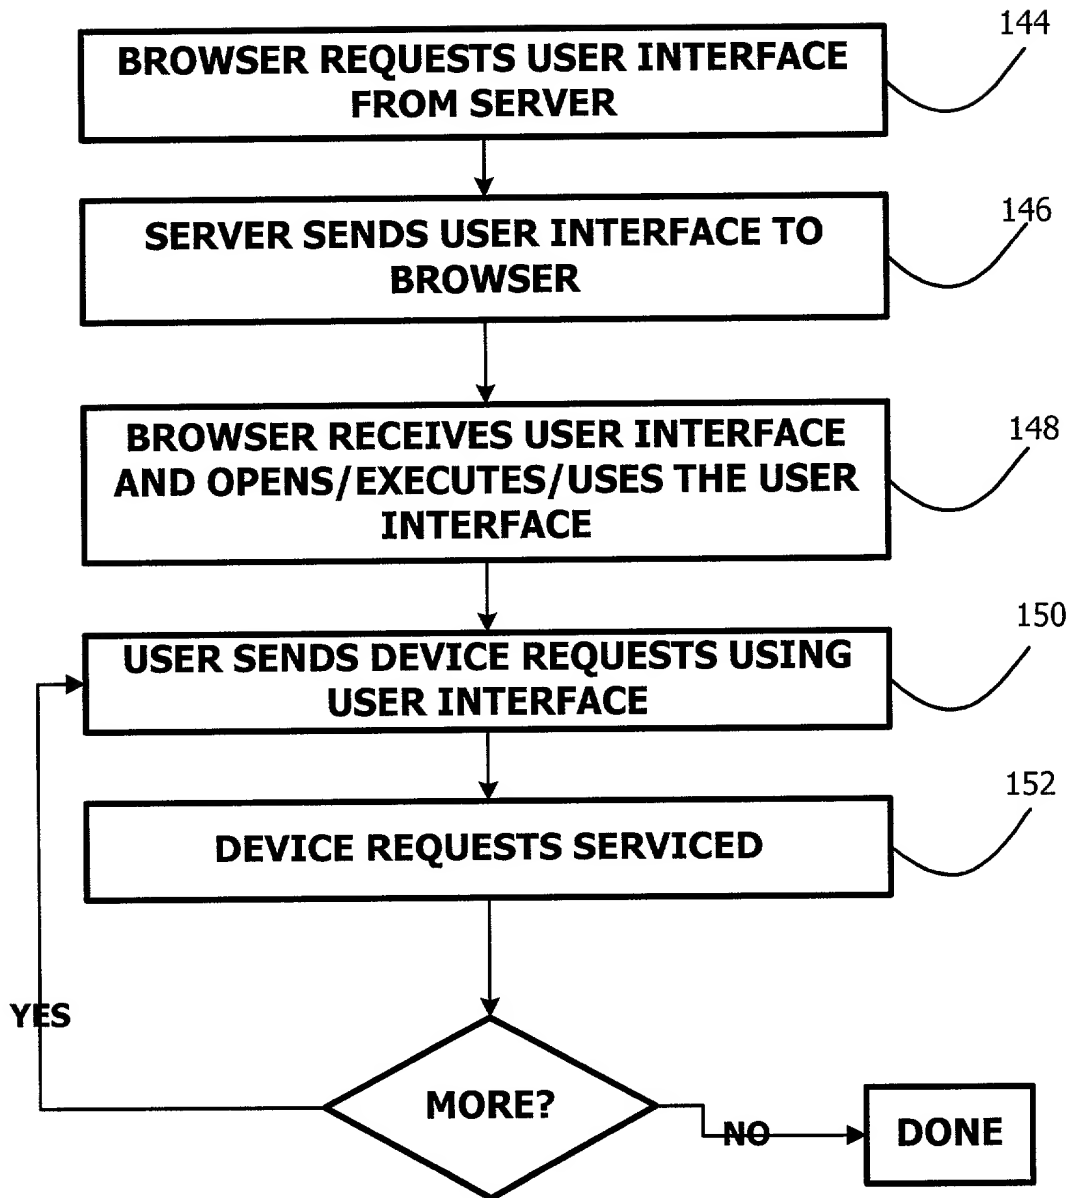 144
BROWSER REQUESTS USER INTERFACE
FROM SERVER
146
SERVER SENDS USER INTERFACE TO
BROWSER
148
BROWSER RECEIVES USER INTERFACE
AND OPENS/EXECUTES/USES THE USER
INTERFACE
150
USER SENDS DEVICE REQUESTS USING
USER INTERFACE
152
DEVICE REQUESTS SERVICED
YES
MORE?
NO
DONE